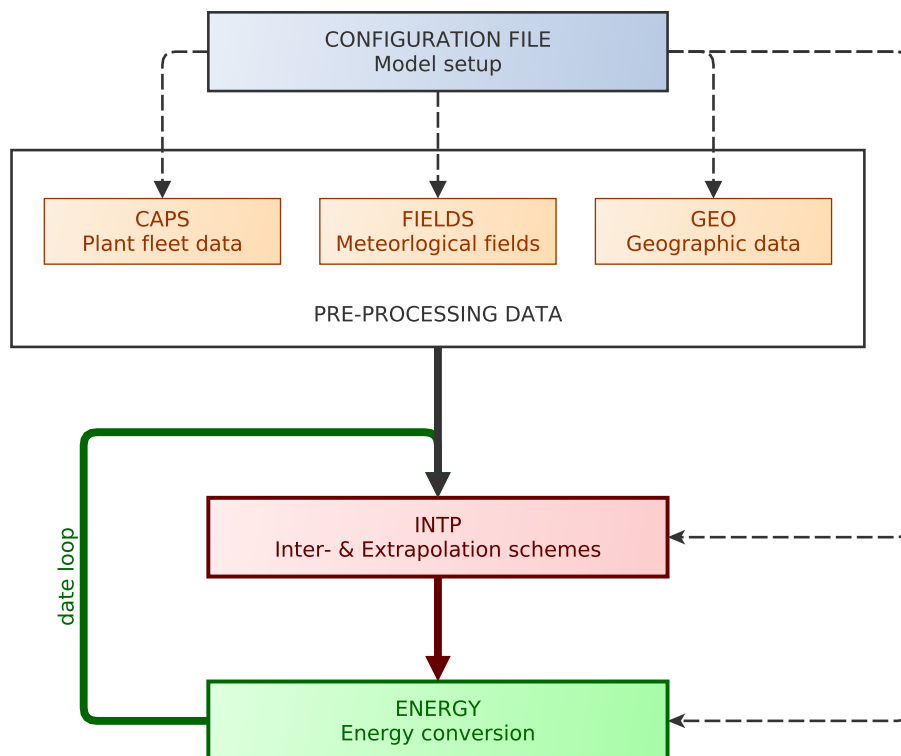 CONFIGURATION FILE
Model setup
CAPS
Plant fleet data
FIELDS
Meteorlogical fields
GEO
Geographic data
PRE-PROCESSING DATA
INTP
Inter- & Extrapolation schemes
date loop
ENERGY
Energy conversion